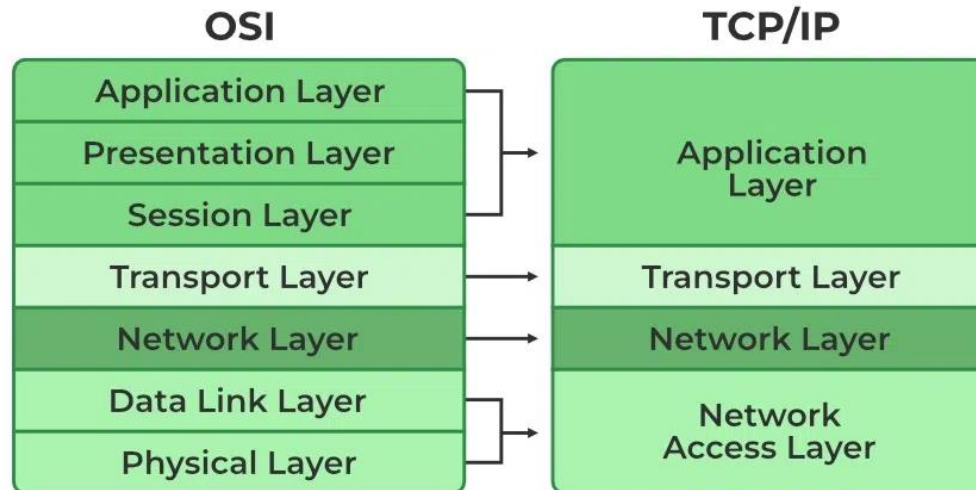 OSI
Application Layer
Presentation Layer
Session Layer
Transport Layer
Network Layer
Data Link Layer
Physical Layer
TCP/IP
Application
Layer
Transport Layer
Network Layer
Network
Access Layer